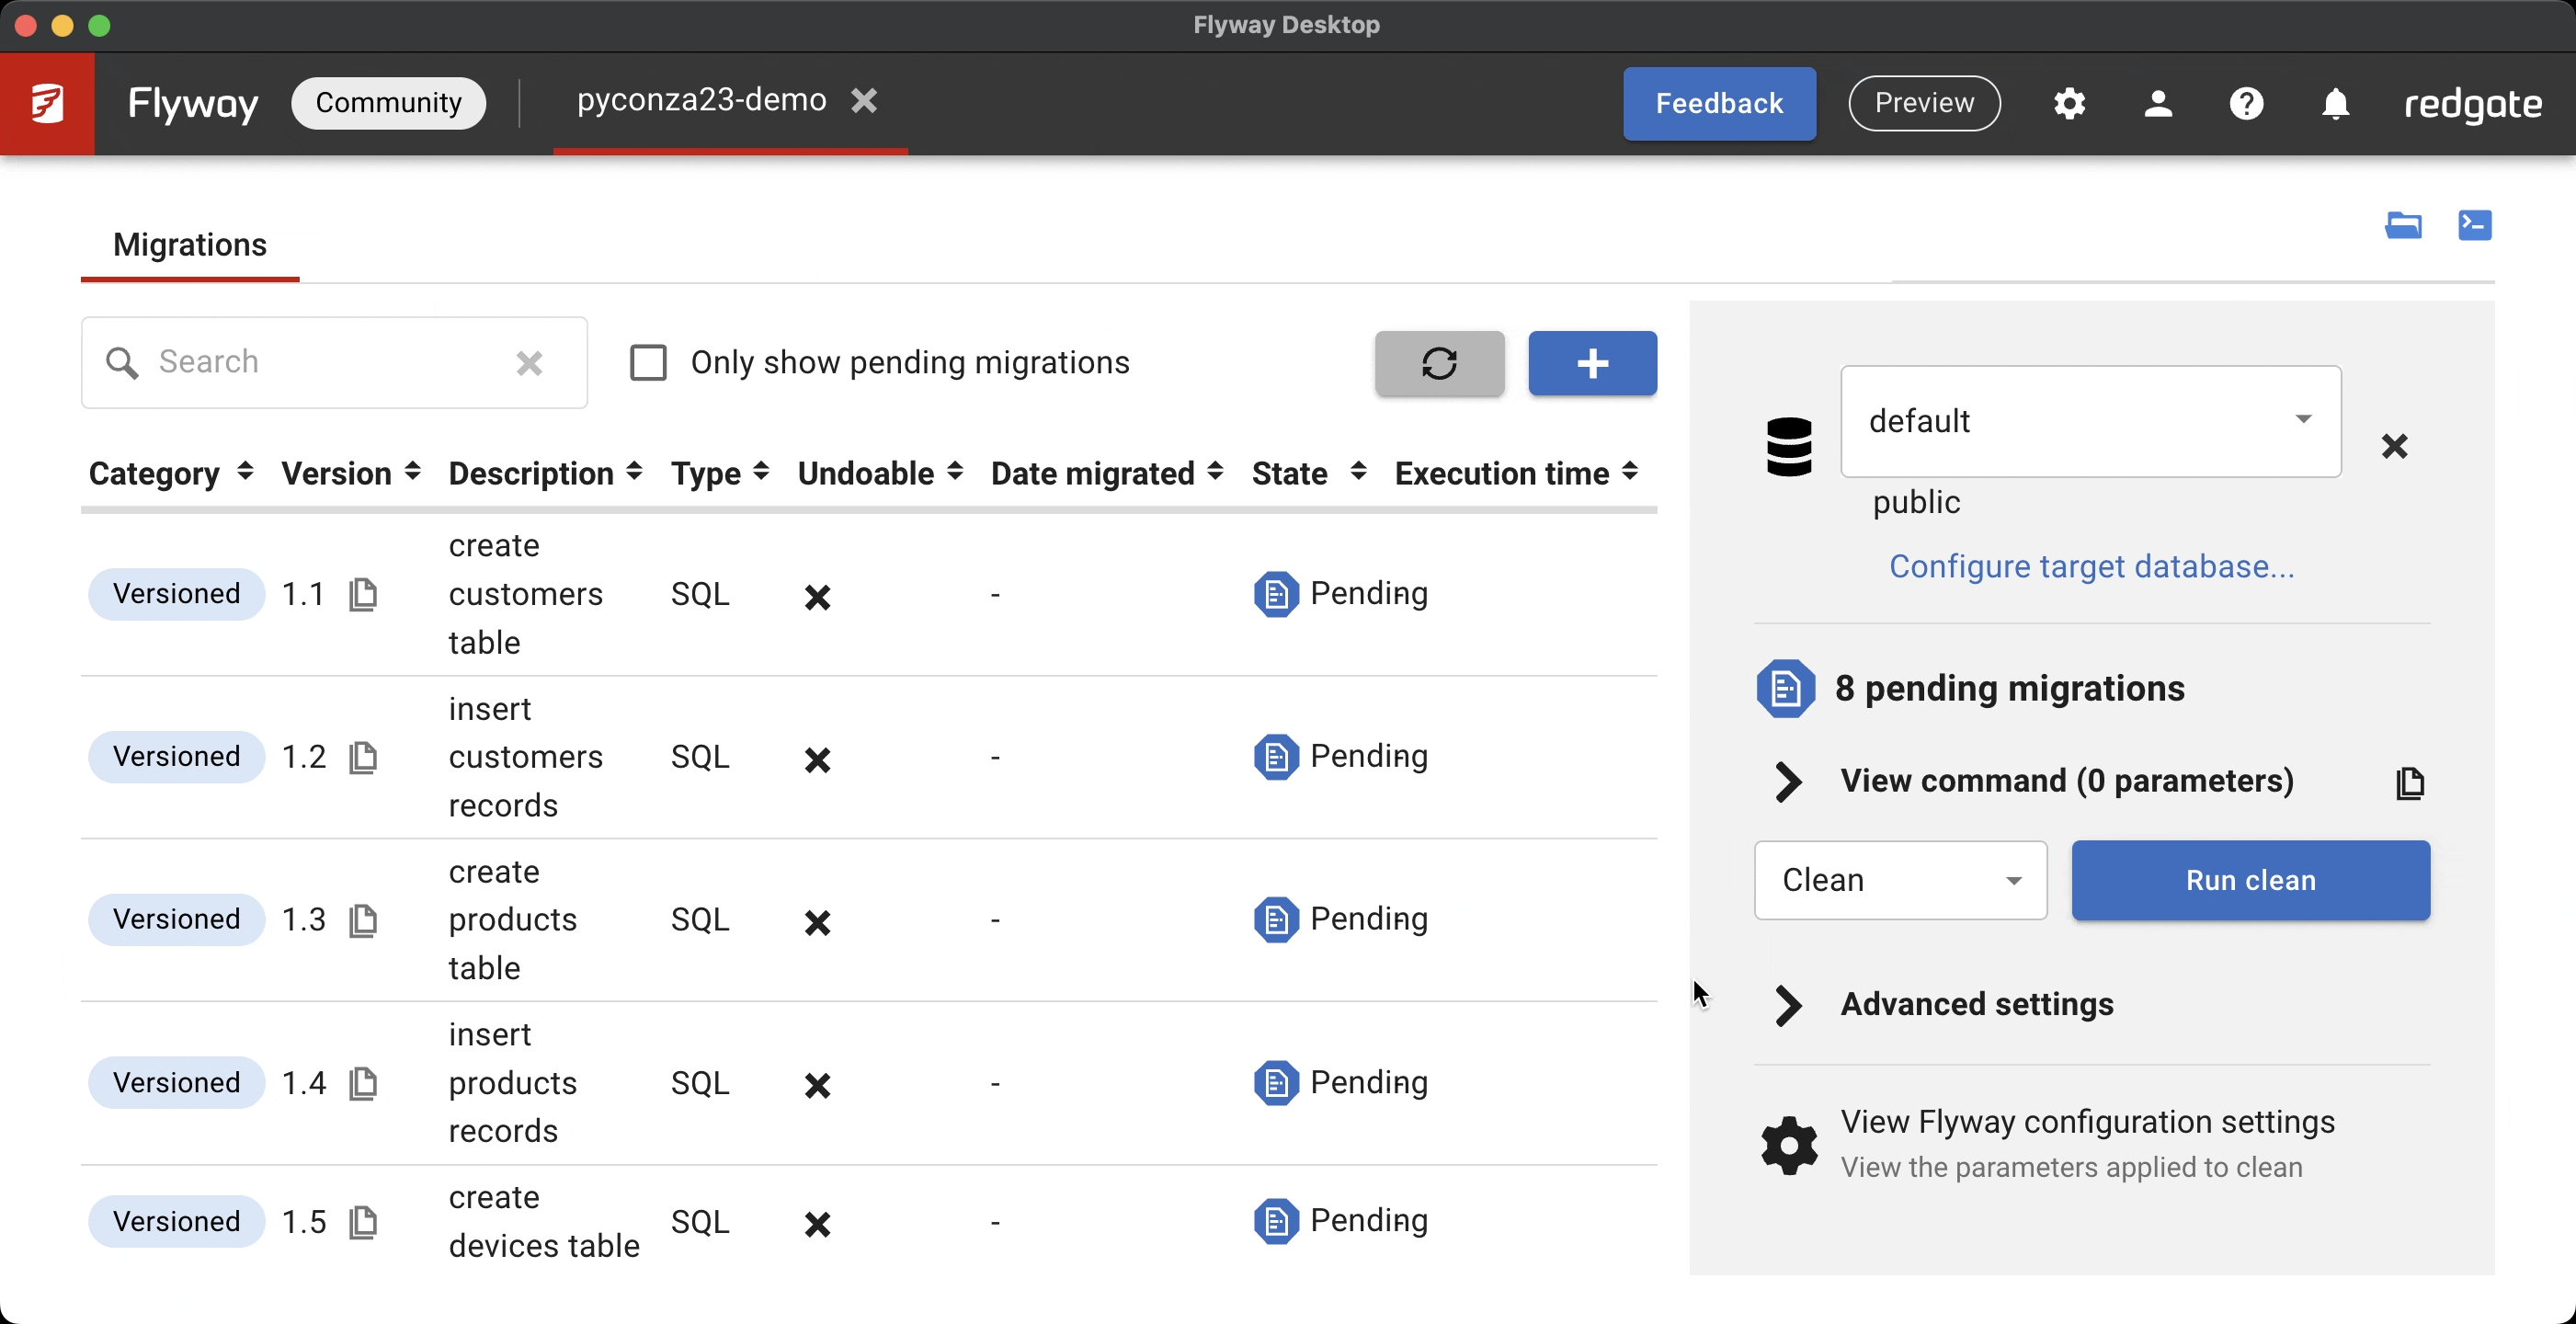 Flyway Desktop
Flyway Community pyconza23-demo Feedback Preview redgate
Migrations
Search Only show pending migrations
Category Version Description Type Undoable Date migrated State Execution time
Versioned 1.1 create customers table SQL - Pending -
Versioned 1.2 insert customers records SQL - Pending -
Versioned 1.3 create products table SQL - Pending -
Versioned 1.4 insert products records SQL - Pending -
Versioned 1.5 create devices table SQL - Pending -
default
public
Configure target database...
8 pending migrations
View command (0 parameters)
Clean Run clean
Advanced settings
View Flyway configuration settings
View the parameters applied to clean